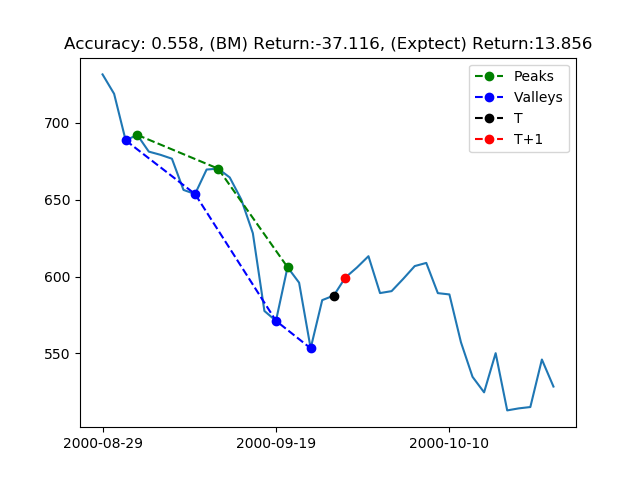 Accuracy: 0.558, (BM) Return:-37.116, (Exptect) Return:13.856
Peaks
Valleys
T
T+1
700
650
600
550
2000-08-29 2000-09-19 2000-10-10